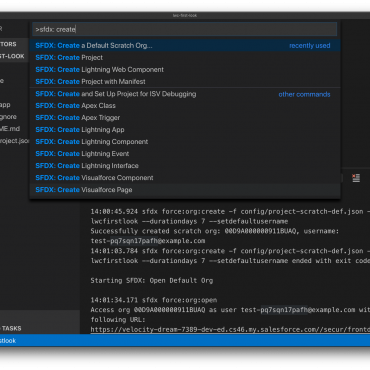 test-first-look
>sfdx: create
SFDX: Create a Default Scratch Org... recently used
SFDX: Create Project
SFDX: Create Lightning Web Component
SFDX: Create Project with Manifest
SFDX: Create and Set Up Project for ISV Debugging other commands
SFDX: Create Apex Class
SFDX: Create Apex Trigger
SFDX: Create Lightning App
SFDX: Create Lightning Component
SFDX: Create Lightning Event
SFDX: Create Lightning Interface
SFDX: Create Visualforce Component
SFDX: Create Visualforce Page
R
TORS
ST-LOOK
e
app
gnore
ME.md
roject.json
14:00:45.924 sfdx force:org:create -f config/project-scratch-def.json
lwcfirstlook --durationdays 7 --setdefaultusername
Successfully created scratch org: 00D9A000000911BUAQ, username:
test-pq7sqn17pafh@example.com
14:01:03.784 sfdx force:org:create -f config/project-scratch-def.json -
lwcfirstlook --durationdays 7 --setdefaultusername ended with exit code
Starting SFDX: Open Default Org
14:01:34.171 sfdx force:org:open
Access org 00D9A000000911BUAQ as user test-pq7sqn17pafh@example.com wit
following URL:
https://velocity-dream-7389-dev-ed.cs46.my.salesforce.com//secur/fronto
TASKS
stlook